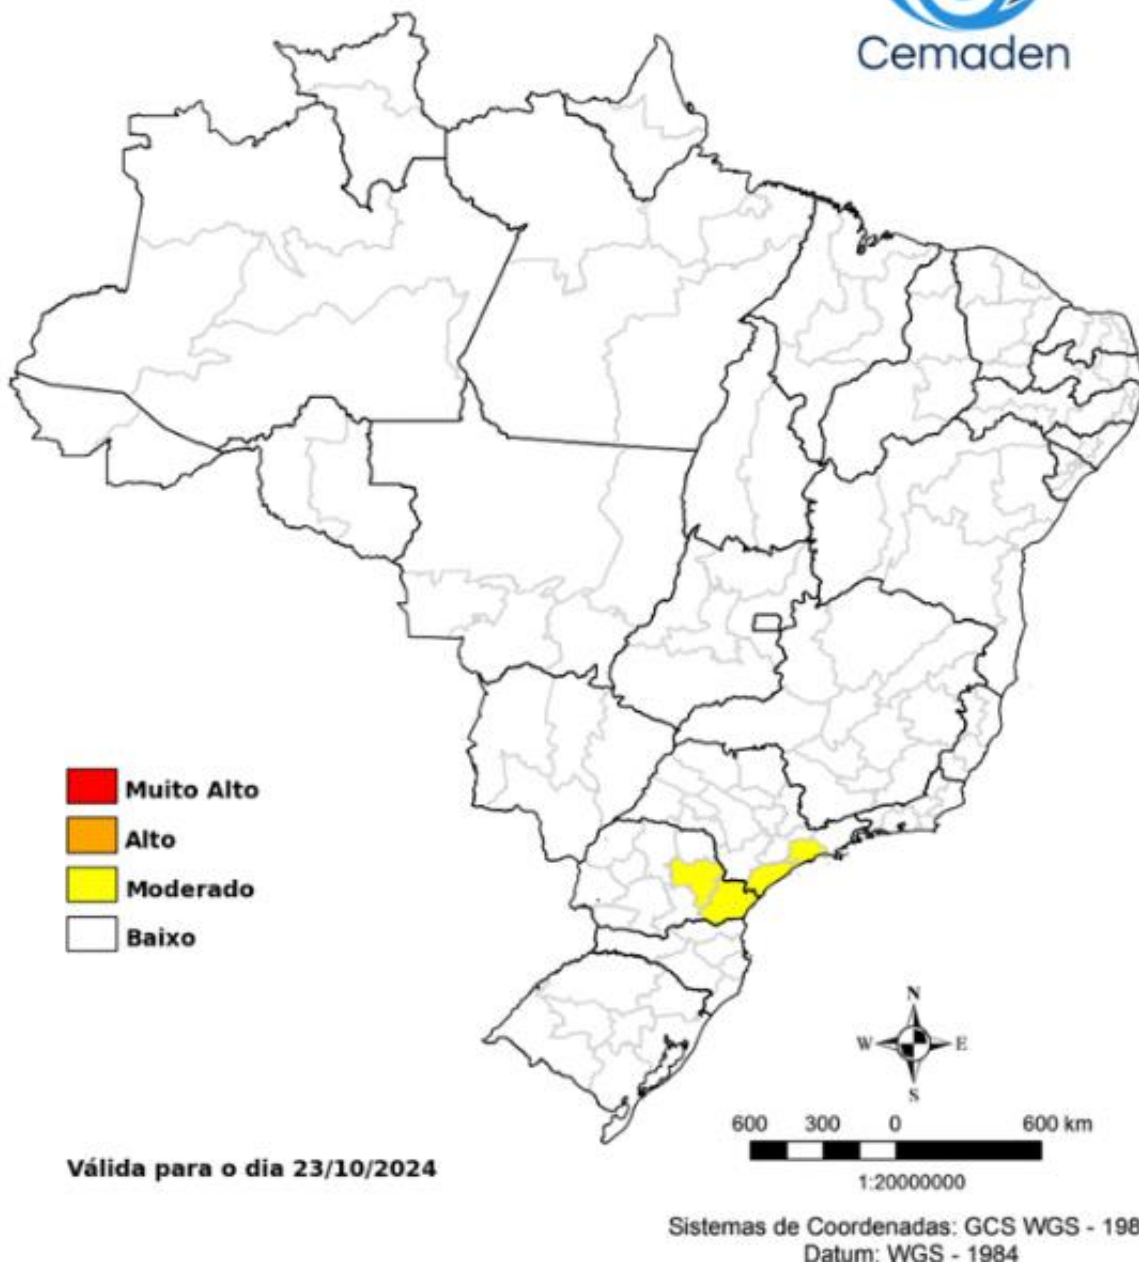 Cemaden
Muito Alto
Alto
Moderado
Baixo
N
W E
S
600 300 0 600 km
1:20000000
Válida para o dia 23/10/2024
Sistemas de Coordenadas: GCS WGS - 198
Datum: WGS - 1984